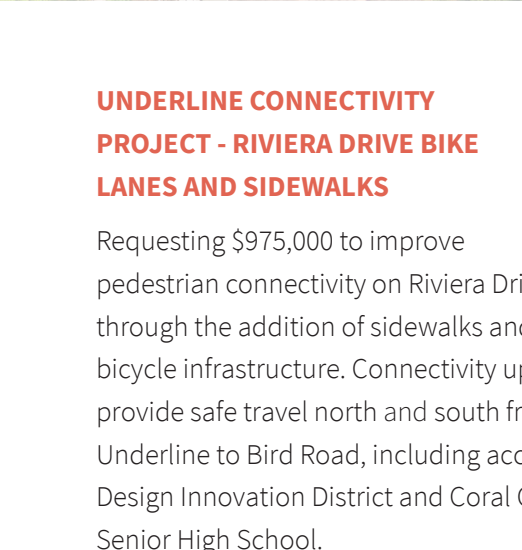 UNDERLINE CONNECTIVITY
PROJECT - RIVIERA DRIVE BIKE
LANES AND SIDEWALKS
Requesting $975,000 to improve
pedestrian connectivity on Riviera
through the addition of sidewalks
bicycle infrastructure. Connectivity
provide safe travel north and south
Underline to Bird Road, including
Design Innovation District and Coral
Senior High School.